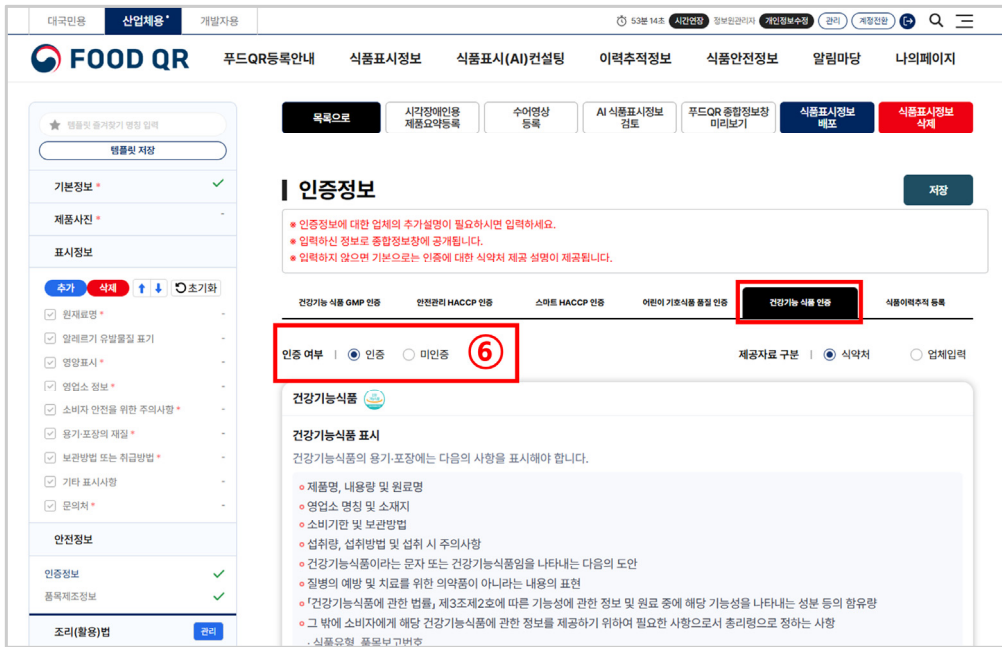 대국민용 산업체용 개발자용 53분 14초 시간연장 정보원관리자 개인정보수정 관리 계정전환
FOOD QR 푸드QR등록안내 식품표시정보 식품표시(AI)컨설팅 이력추적정보 식품안전정보 알림마당 나의페이지
템플릿 즐겨찾기 명칭 입력
템플릿 저장
기본정보 *
제품사진 * -
표시정보
추가 삭제 초기화
원재료명 * -
알레르기 유발물질 표기 -
영양표시 * -
영업소 정보 * -
소비자 안전을 위한 주의사항 * -
용기·포장의 재질 * -
보관방법 또는 취급방법 * -
기타 표시사항 -
문의처 * -
안전정보
인증정보
품목제조정보
조리(활용)법 관리
목록으로
시각장애인용
제품요약등록
수어영상
등록
AI 식품표시정보
검토
푸드QR 종합정보창
미리보기
식품표시정보
배포
식품표시정보
삭제
인증정보 저장
※ 인증정보에 대한 업체의 추가설명이 필요하시면 입력하세요.
※ 입력하신 정보로 종합정보창에 공개됩니다.
※ 입력하지 않으면 기본으로는 인증에 대한 식약처 제공 설명이 제공됩니다.
건강기능 식품 GMP 인증 안전관리 HACCP 인증 스마트 HACCP 인증 어린이 기호식품 품질 인증 건강기능 식품 인증 식품이력추적 등록
인증 여부 | 인증 미인증 ⑥ 제공자료 구분 | 식약처 업체입력
건강기능식품
건강기능식품 표시
건강기능식품의 용기·포장에는 다음의 사항을 표시해야 합니다.
제품명, 내용량 및 원료명
영업소 명칭 및 소재지
소비기한 및 보관방법
섭취량, 섭취방법 및 섭취 시 주의사항
건강기능식품이라는 문자 또는 건강기능식품임을 나타내는 다음의 도안
질병의 예방 및 치료를 위한 의약품이 아니라는 내용의 표현
「건강기능식품에 관한 법률」 제3조제2호에 따른 기능성에 관한 정보 및 원료 중에 해당 기능성을 나타내는 성분 등의 함유량
그 밖에 소비자에게 해당 건강기능식품에 관한 정보를 제공하기 위하여 필요한 사항으로서 총리령으로 정하는 사항
· 식품유형, 품목보고번호